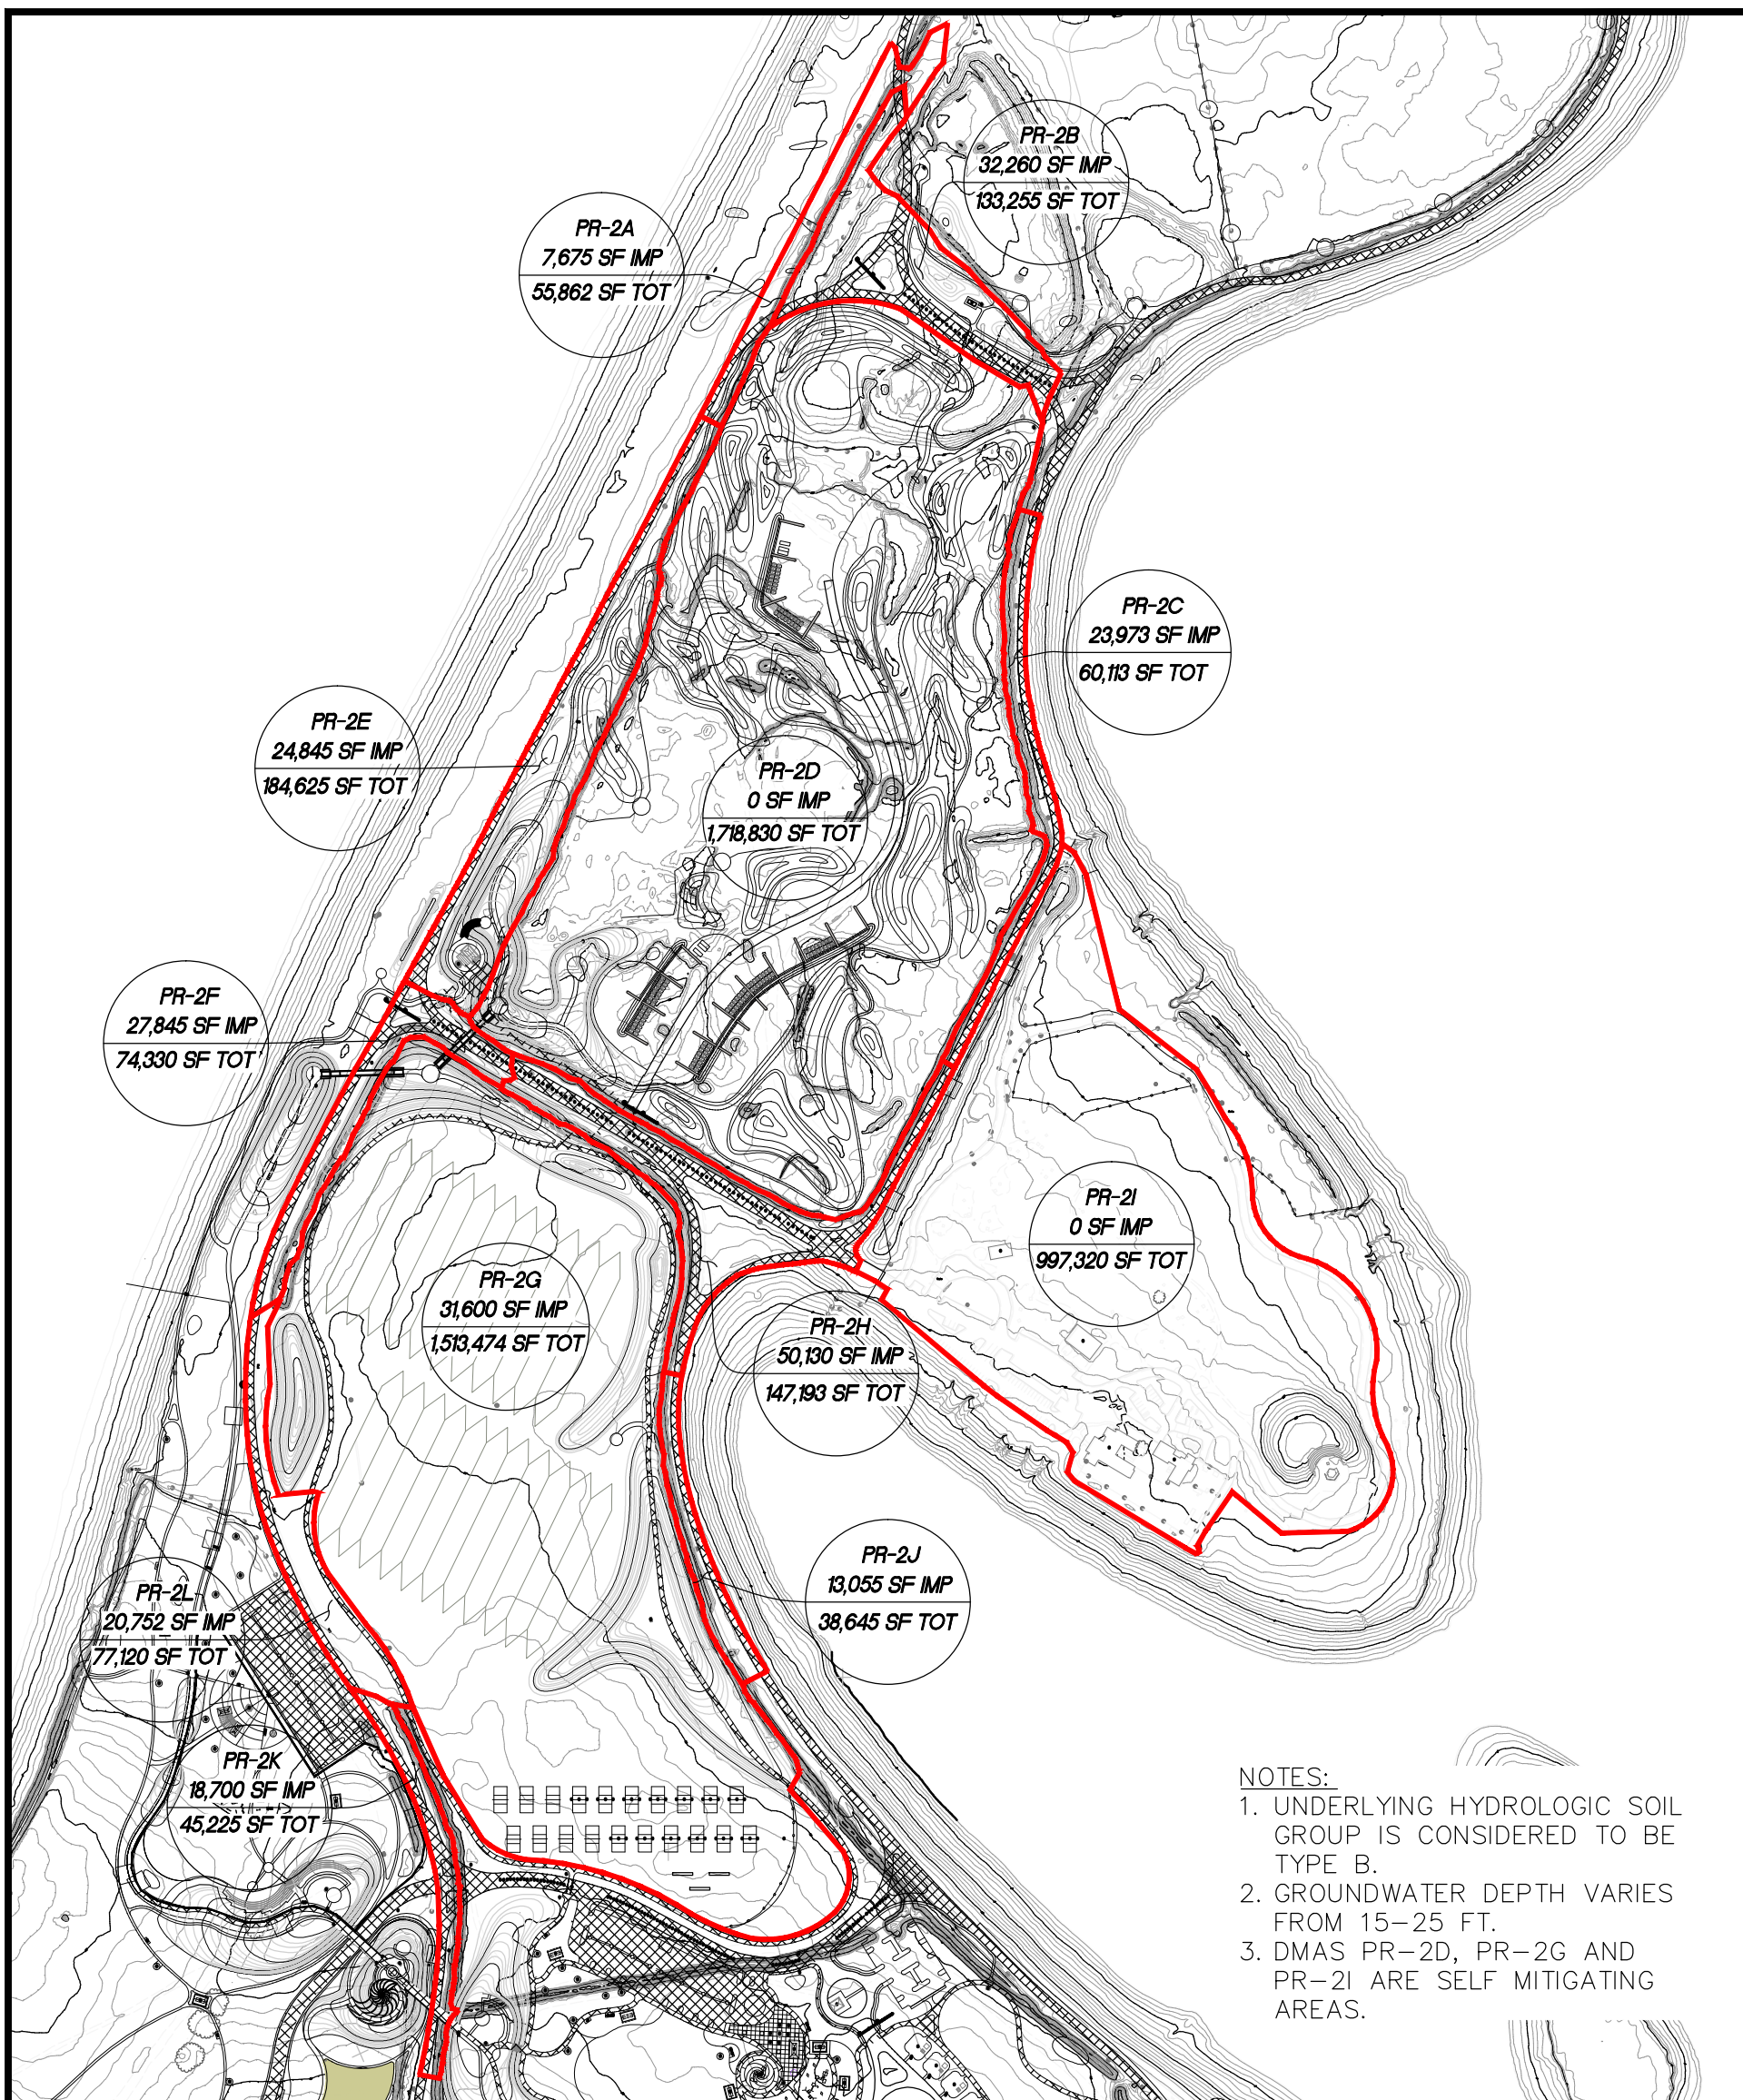 PR-2B
32,260 SF IMP
133,255 SF TOT
PR-2A
7,675 SF IMP
55,862 SF TOT
PR-2C
23,973 SF IMP
60,113 SF TOT
PR-2E
24,845 SF IMP
184,625 SF TOT
PR-2D
0 SF IMP
1,718,830 SF TOT
PR-2F
27,845 SF IMP
74,330 SF TOT
PR-2I
0 SF IMP
997,320 SF TOT
PR-2G
31,600 SF IMP
1,513,474 SF TOT
PR-2H
50,130 SF IMP
147,193 SF TOT
PR-2J
13,055 SF IMP
38,645 SF TOT
PR-2L
20,752 SF IMP
77,120 SF TOT
PR-2K
18,700 SF IMP
45,225 SF TOT
NOTES:
1. UNDERLYING HYDROLOGIC SOIL
GROUP IS CONSIDERED TO BE
TYPE B.
2. GROUNDWATER DEPTH VARIES
FROM 15-25 FT.
3. DMAS PR-2D, PR-2G AND
PR-2I ARE SELF MITIGATING
AREAS.